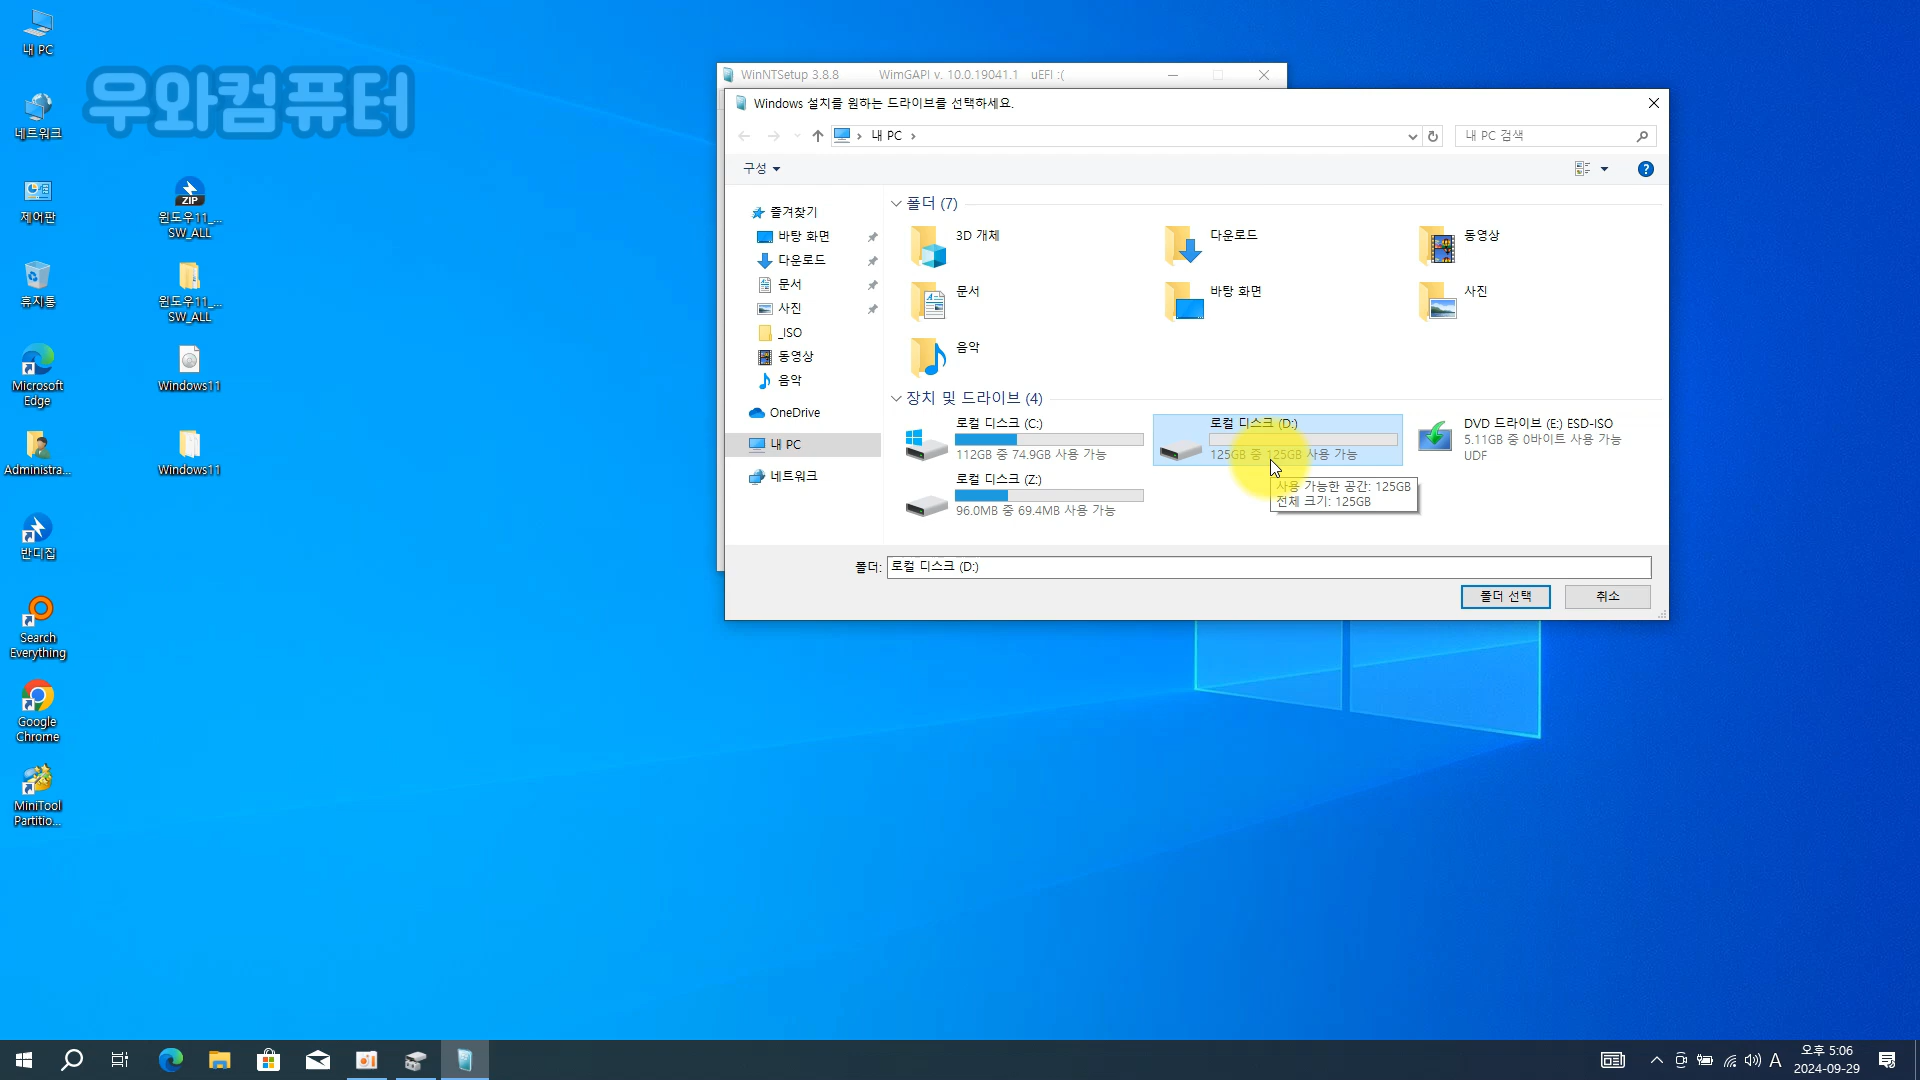 내 PC
네트워크
제어판
휴지통
Microsoft
Edge
Administra...
반디집
Search
Everything
Google
Chrome
MiniTool
Partitio...
우와컴퓨터
ZIP
윈도우11_...
SW_ALL
윈도우11_...
SW_ALL
Windows11
Windows11
WinNTSetup 3.8.8 WimGAPI v. 10.0.19041.1 uEFI :(
Windows 설치를 원하는 드라이브를 선택하세요.
내 PC
내 PC 검색
구성
즐겨찾기
바탕 화면
다운로드
문서
사진
_ISO
동영상
음악
OneDrive
내 PC
네트워크
폴더 (7)
3D 개체
다운로드
동영상
문서
바탕 화면
사진
음악
장치 및 드라이브 (4)
로컬 디스크 (C:)
112GB 중 74.9GB 사용 가능
로컬 디스크 (D:)
125GB 중 125GB 사용 가능
DVD 드라이브 (E:) ESD-ISO
5.11GB 중 0바이트 사용 가능
UDF
로컬 디스크 (Z:)
96.0MB 중 69.4MB 사용 가능
사용 가능한 공간: 125GB
전체 크기: 125GB
폴더: 로컬 디스크 (D:)
폴더 선택
취소
A
오후 5:06
2024-09-29